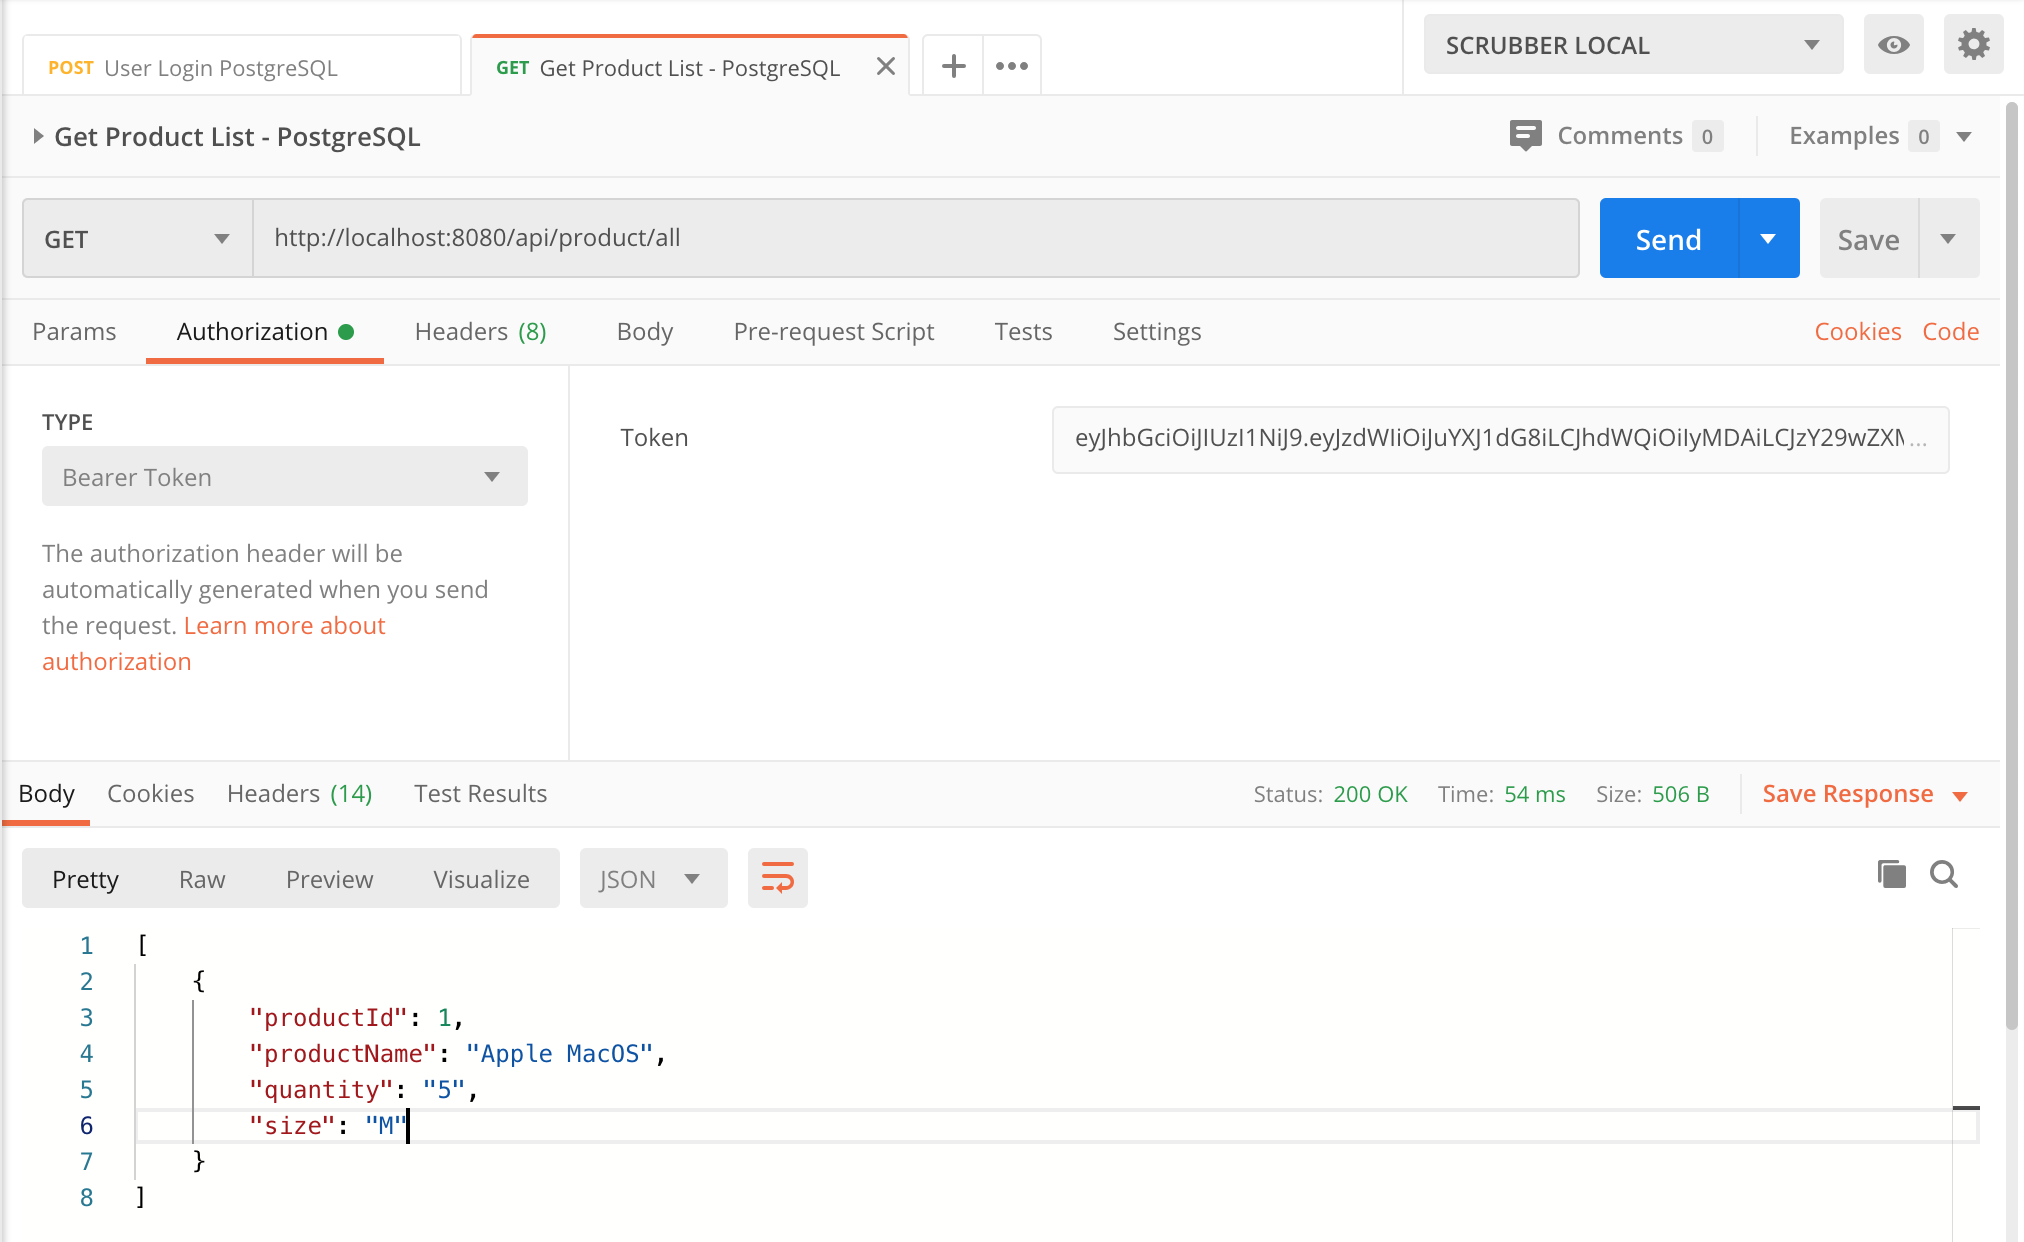 POST User Login PostgreSQL
GET Get Product List - PostgreSQL
SCRUBBER LOCAL
Get Product List - PostgreSQL
Comments 0
Examples 0
GET
http://localhost:8080/api/product/all
Send
Save
Params
Authorization
Headers (8)
Body
Pre-request Script
Tests
Settings
Cookies
Code
TYPE
Bearer Token
The authorization header will be
automatically generated when you send
the request. Learn more about
authorization
Token
eyJhbGciOiJIUzI1NiJ9.eyJzdWIiOiJuYXJ1dG8iLCJhdWQiOiIyMDAiLCJzY29wZXM...
Body
Cookies
Headers (14)
Test Results
Status: 200 OK
Time: 54 ms
Size: 506 B
Save Response
Pretty
Raw
Preview
Visualize
JSON
1 [
2 {
3 "productId": 1,
4 "productName": "Apple MacOS",
5 "quantity": "5",
6 "size": "M"
7 }
8 ]